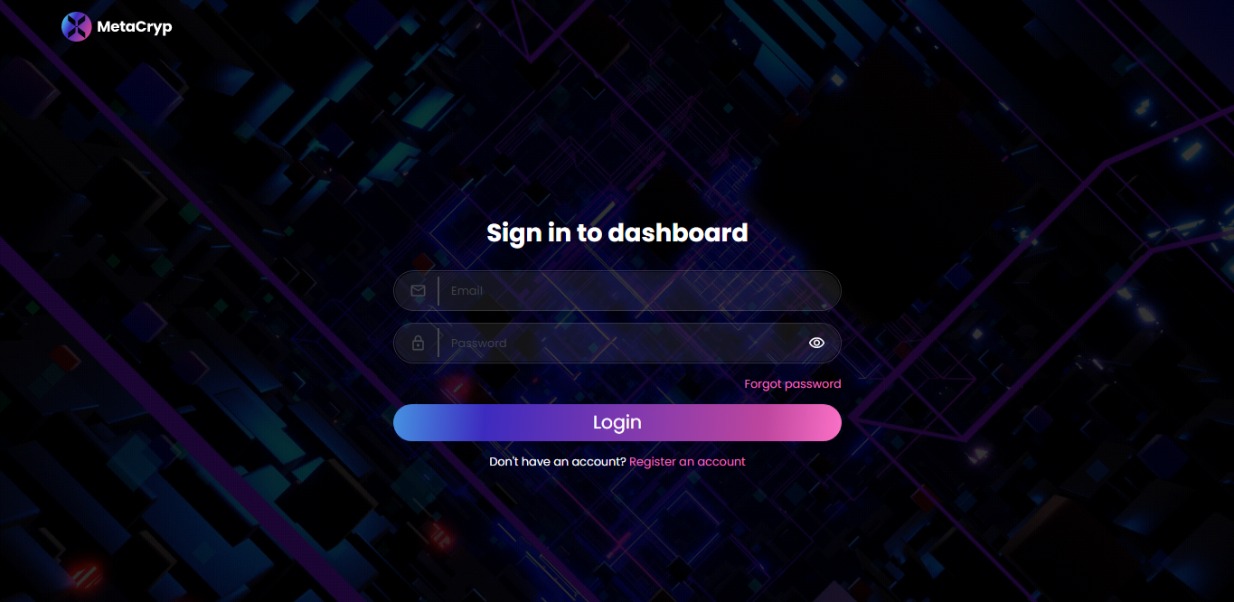 MetaCryp
Sign in to dashboard
Email
Password
Forgot password
Login
Don't have an account? Register an account